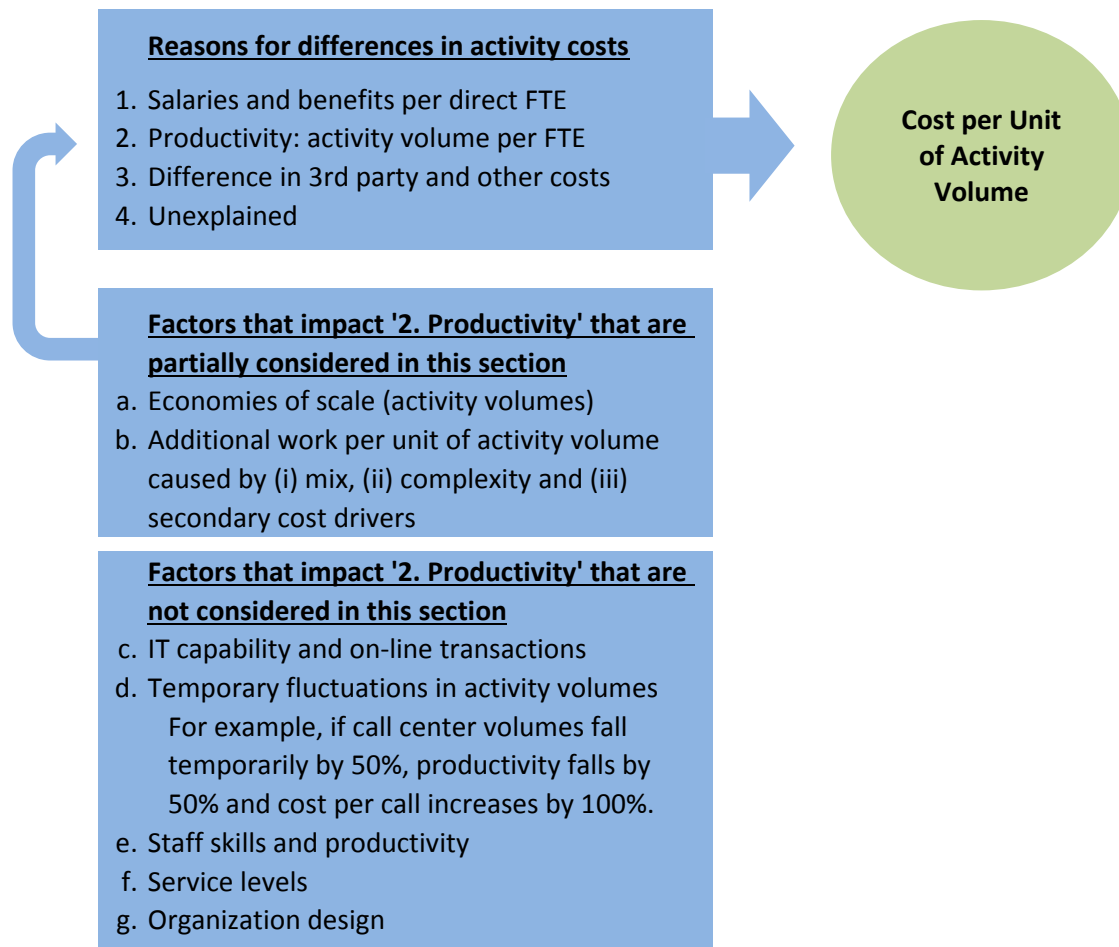 Reasons for differences in activity costs
1. Salaries and benefits per direct FTE
2. Productivity: activity volume per FTE
3. Difference in 3rd party and other costs
4. Unexplained
Cost per Unit
of Activity
Volume
Factors that impact '2. Productivity' that are
partially considered in this section
a. Economies of scale (activity volumes)
b. Additional work per unit of activity volume
caused by (i) mix, (ii) complexity and (iii)
secondary cost drivers
Factors that impact '2. Productivity' that are
not considered in this section
c. IT capability and on-line transactions
d. Temporary fluctuations in activity volumes
For example, if call center volumes fall
temporarily by 50%, productivity falls by
50% and cost per call increases by 100%.
e. Staff skills and productivity
f. Service levels
g. Organization design